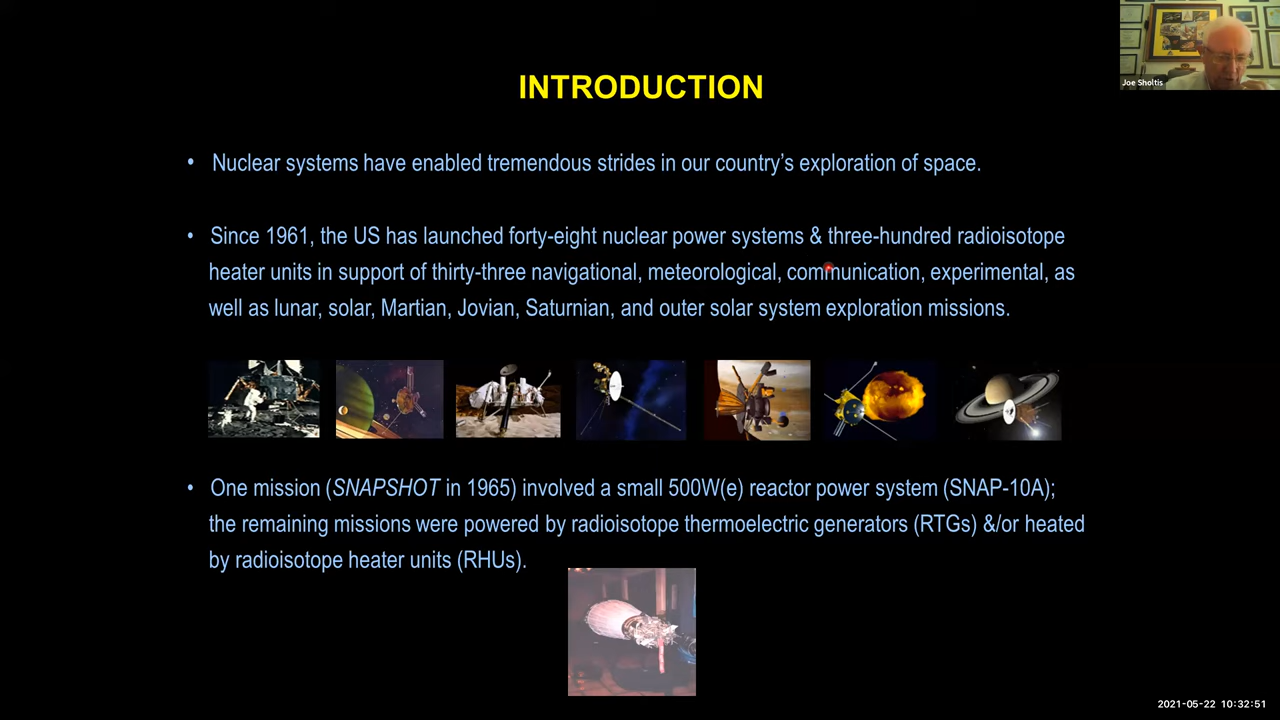 Joe Sholtis
INTRODUCTION
• Nuclear systems have enabled tremendous strides in our country's exploration of space.
• Since 1961, the US has launched forty-eight nuclear power systems & three-hundred radioisotope
heater units in support of thirty-three navigational, meteorological, communication, experimental, as
well as lunar, solar, Martian, Jovian, Saturnian, and outer solar system exploration missions.
• One mission (SNAPSHOT in 1965) involved a small 500W(e) reactor power system (SNAP-10A);
the remaining missions were powered by radioisotope thermoelectric generators (RTGs) &/or heated
by radioisotope heater units (RHUs).
2021-05-22 10:32:51